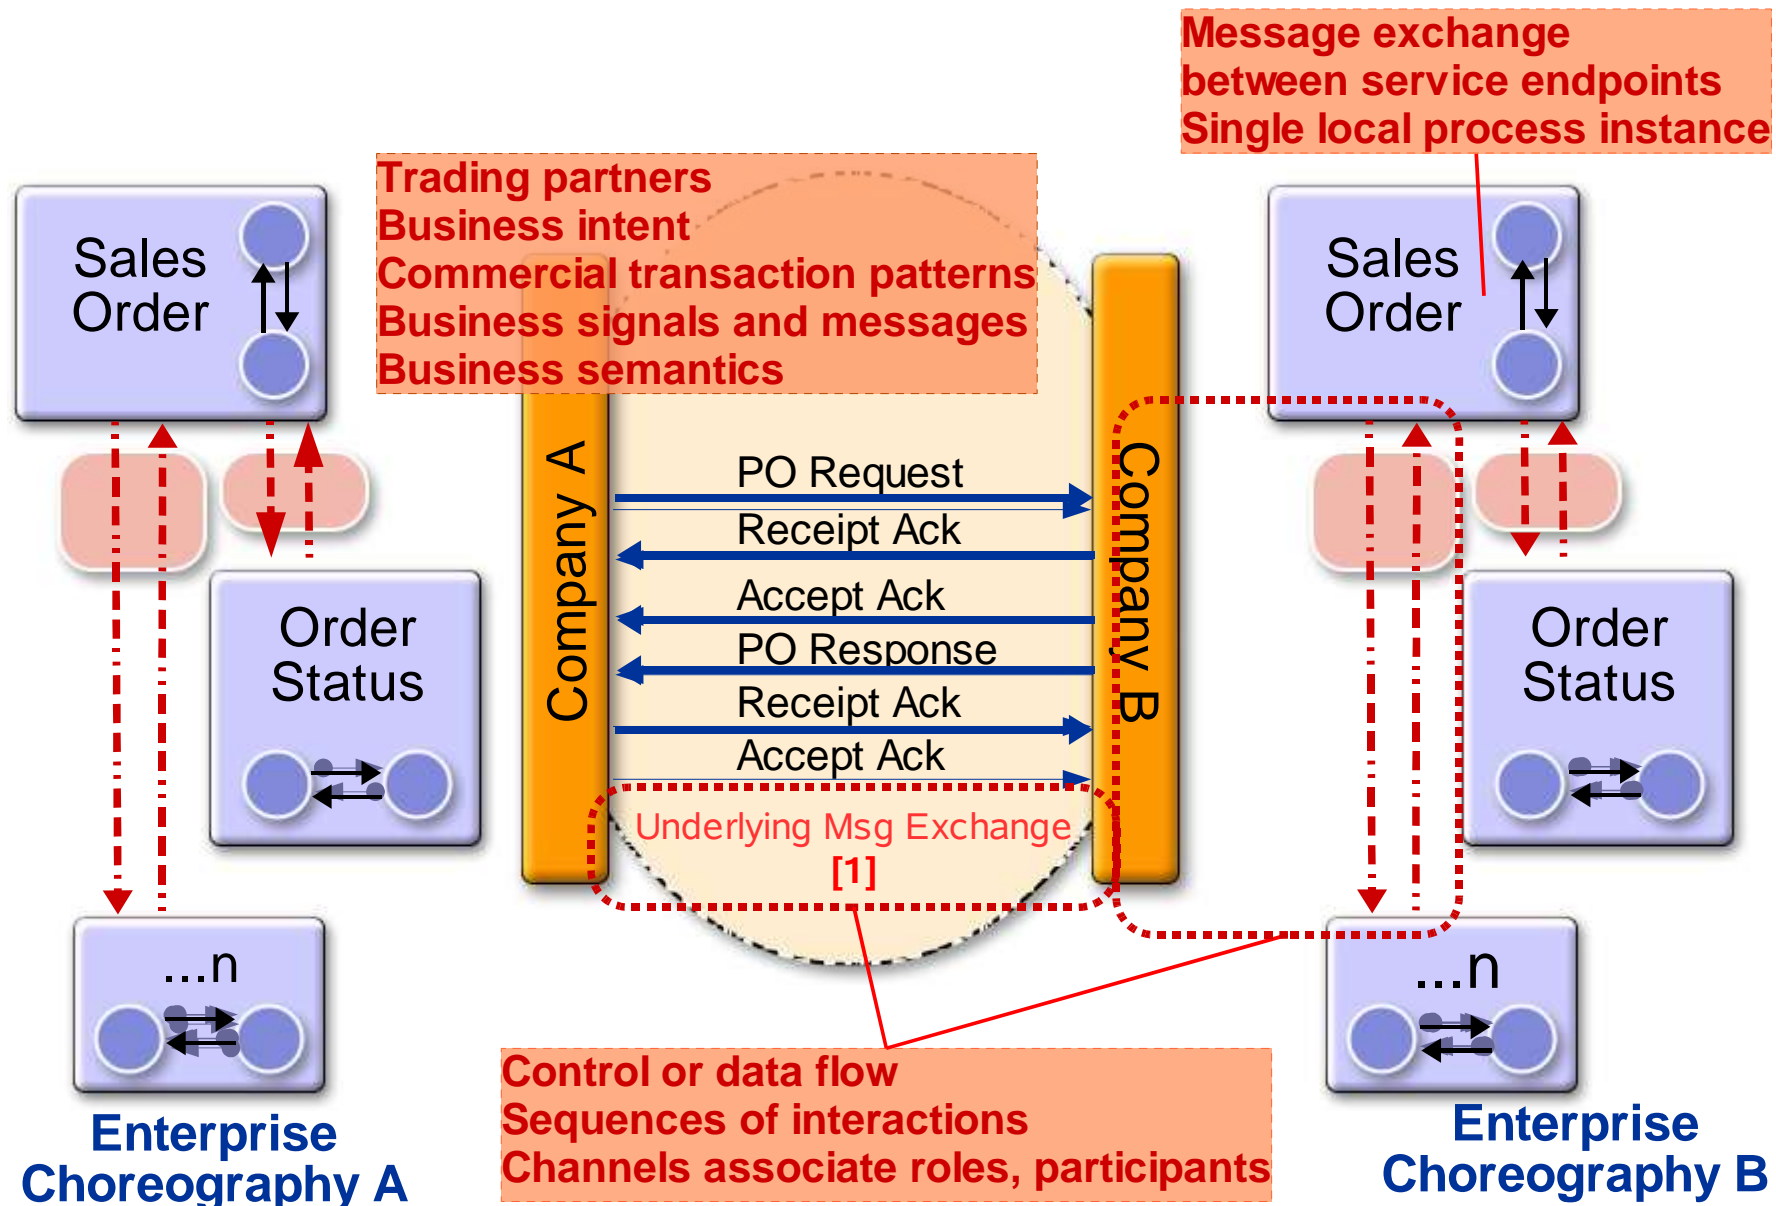 Message exchange
between service endpoints
Single local process instance
Trading partners
Business intent
Commercial transaction patterns
Business signals and messages
Business semantics
Sales
Order
Sales
Order
Company A
Company B
PO Request
Receipt Ack
Accept Ack
PO Response
Receipt Ack
Accept Ack
Underlying Msg Exchange
[1]
Order
Status
Order
Status
...n
...n
Control or data flow
Sequences of interactions
Channels associate roles, participants
Enterprise
Choreography A
Enterprise
Choreography B